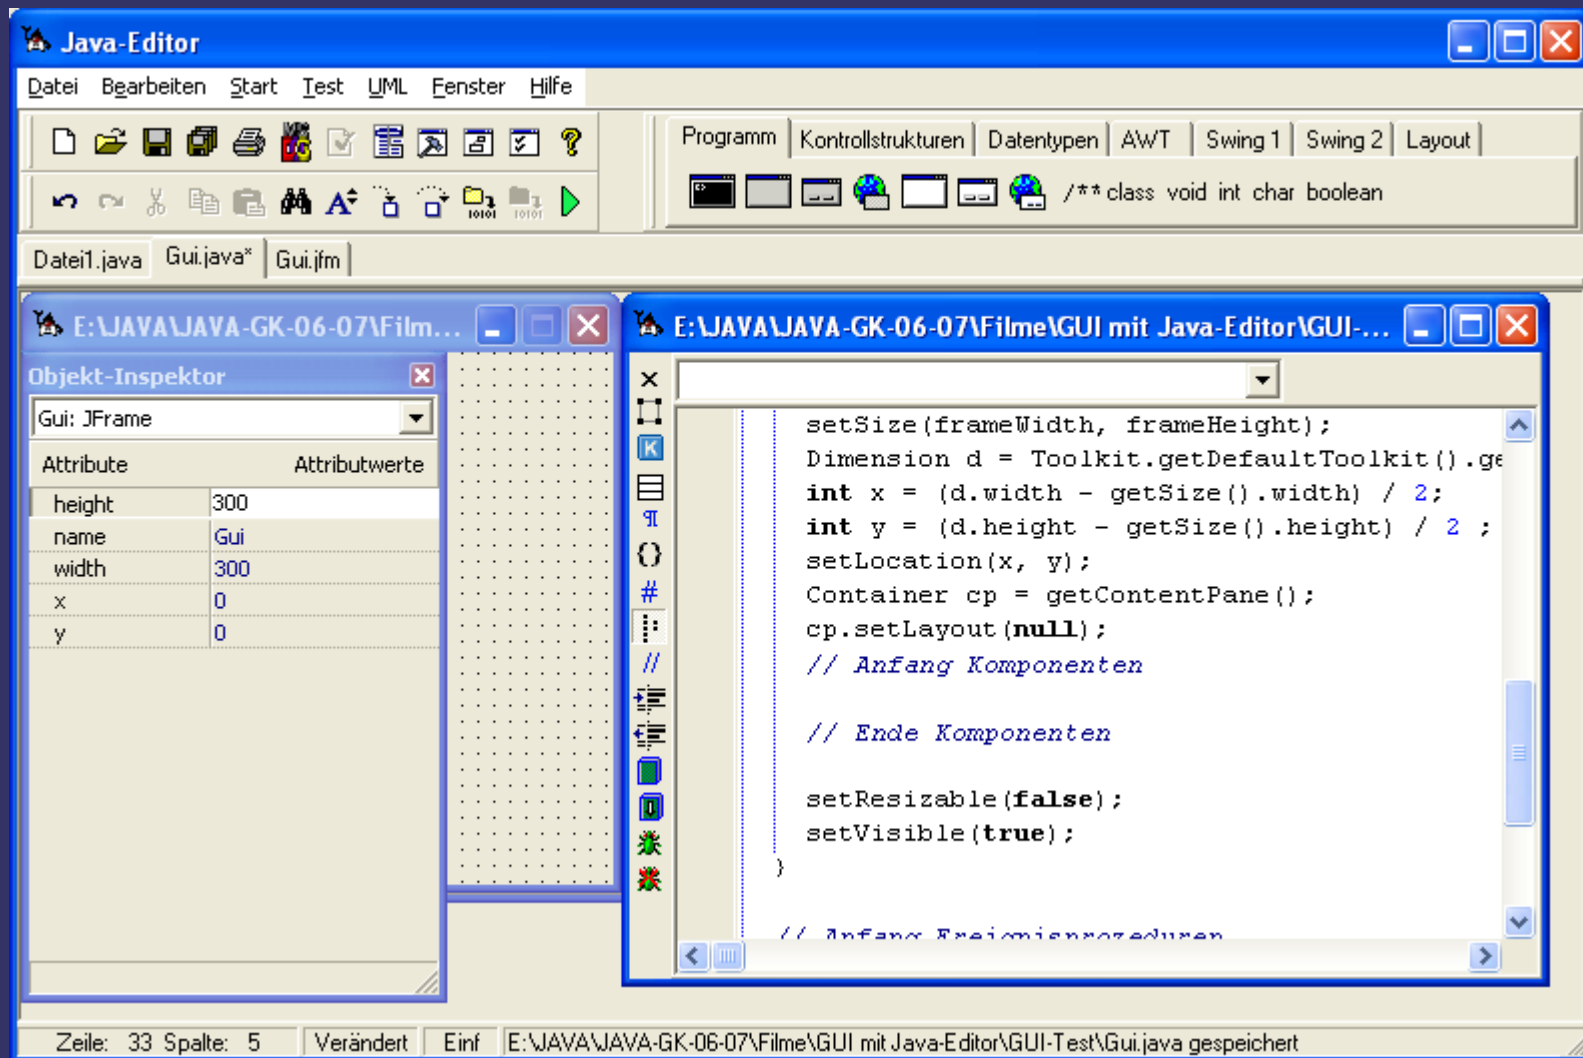 Java-Editor
Datei Bearbeiten Start Test UML Fenster Hilfe
Programm Kontrollstrukturen Datentypen AWT Swing 1 Swing 2 Layout
/** class void int char boolean
Datei1.java Gui.java* Gui.jfm
E:\JAVA\JAVA-GK-06-07\Film...
Objekt-Inspektor
Gui: JFrame
Attribute Attributwerte
height 300
name Gui
width 300
x 0
y 0
E:\JAVA\JAVA-GK-06-07\Filme\GUI mit Java-Editor\GUI-...
setSize(frameWidth, frameHeight);
Dimension d = Toolkit.getDefaultToolkit().ge
int x = (d.width - getSize().width) / 2;
int y = (d.height - getSize().height) / 2 ;
setLocation(x, y);
Container cp = getContentPane();
cp.setLayout(null);
// Anfang Komponenten
// Ende Komponenten
setResizable(false);
setVisible(true);
}
// Anfang Ereignisprozeduren
Zeile: 33 Spalte: 5 Verändert Einf E:\JAVA\JAVA-GK-06-07\Filme\GUI mit Java-Editor\GUI-Test\Gui.java gespeichert